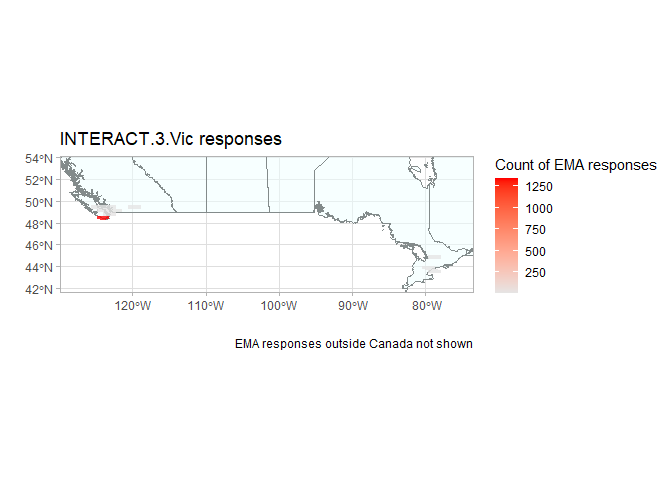 INTERACT.3.Vic responses
54°N
52°N
50°N
48°N
46°N
44°N
42°N
120°W
110°W
100°W
90°W
80°W
Count of EMA responses
1250
1000
750
500
250
EMA responses outside Canada not shown